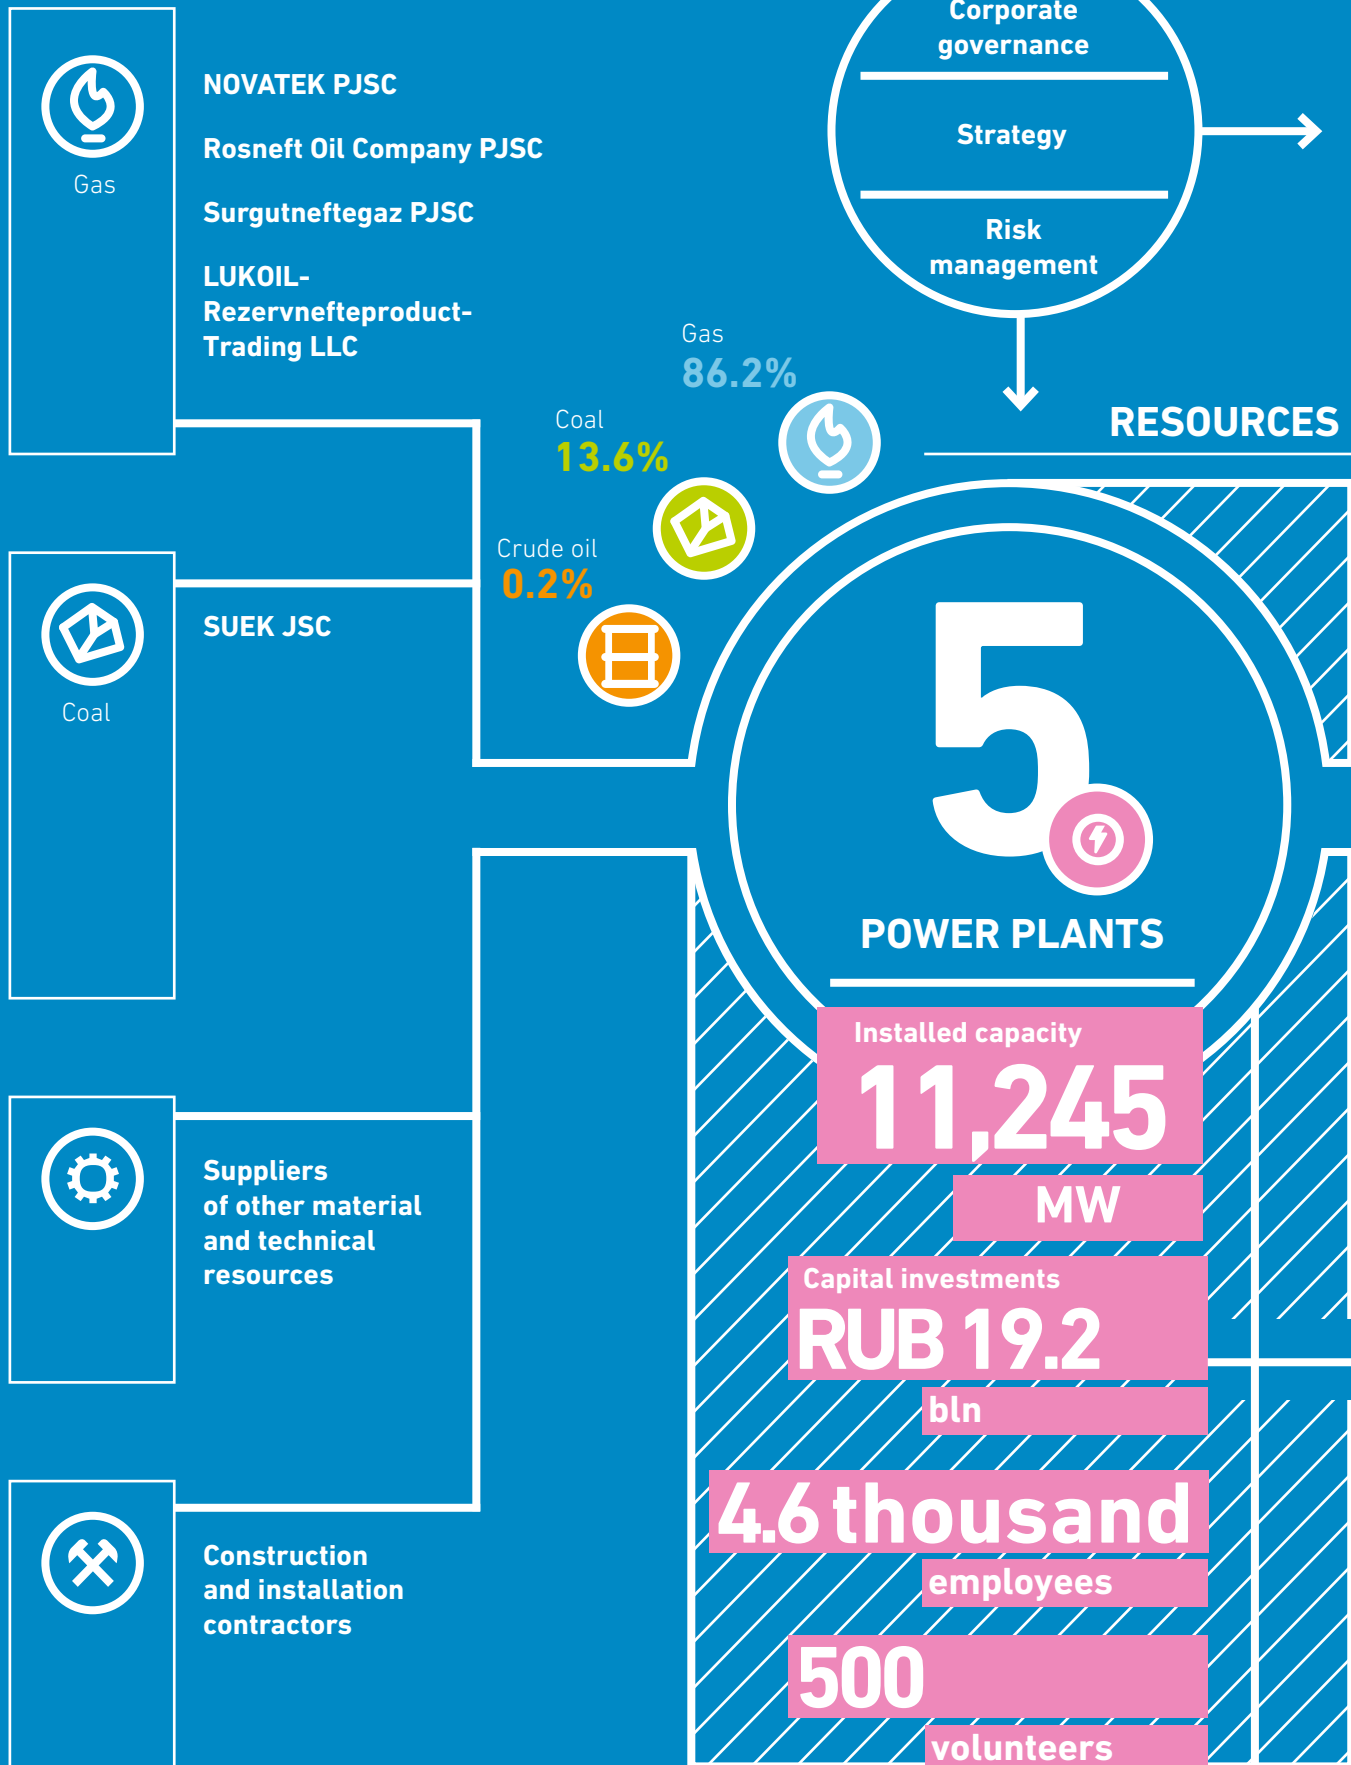 Corporate
governance
Strategy
Risk
management
Gas
NOVATEK PJSC
Rosneft Oil Company PJSC
Surgutneftegaz PJSC
LUKOIL-
Rezervnefteproduct-
Trading LLC
Gas
86.2%
Coal
13.6%
Crude oil
0.2%
RESOURCES
Coal
SUEK JSC
5
POWER PLANTS
Installed capacity
11,245
MW
Capital investments
RUB 19.2
bln
4.6 thousand
employees
500
volunteers
Suppliers
of other material
and technical
resources
Construction
and installation
contractors